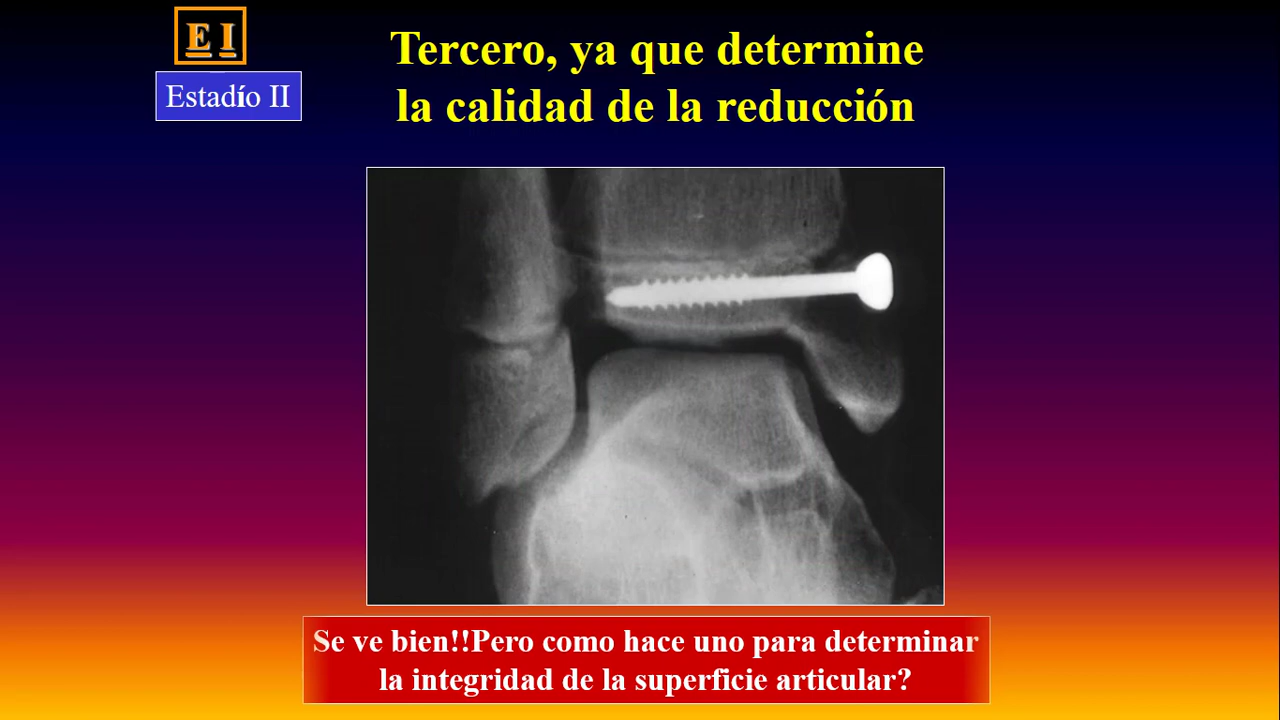 E I
Estadío II
Tercero, ya que determine
la calidad de la reducción
Se ve bien!!Pero como hace uno para determinar
la integridad de la superficie articular?